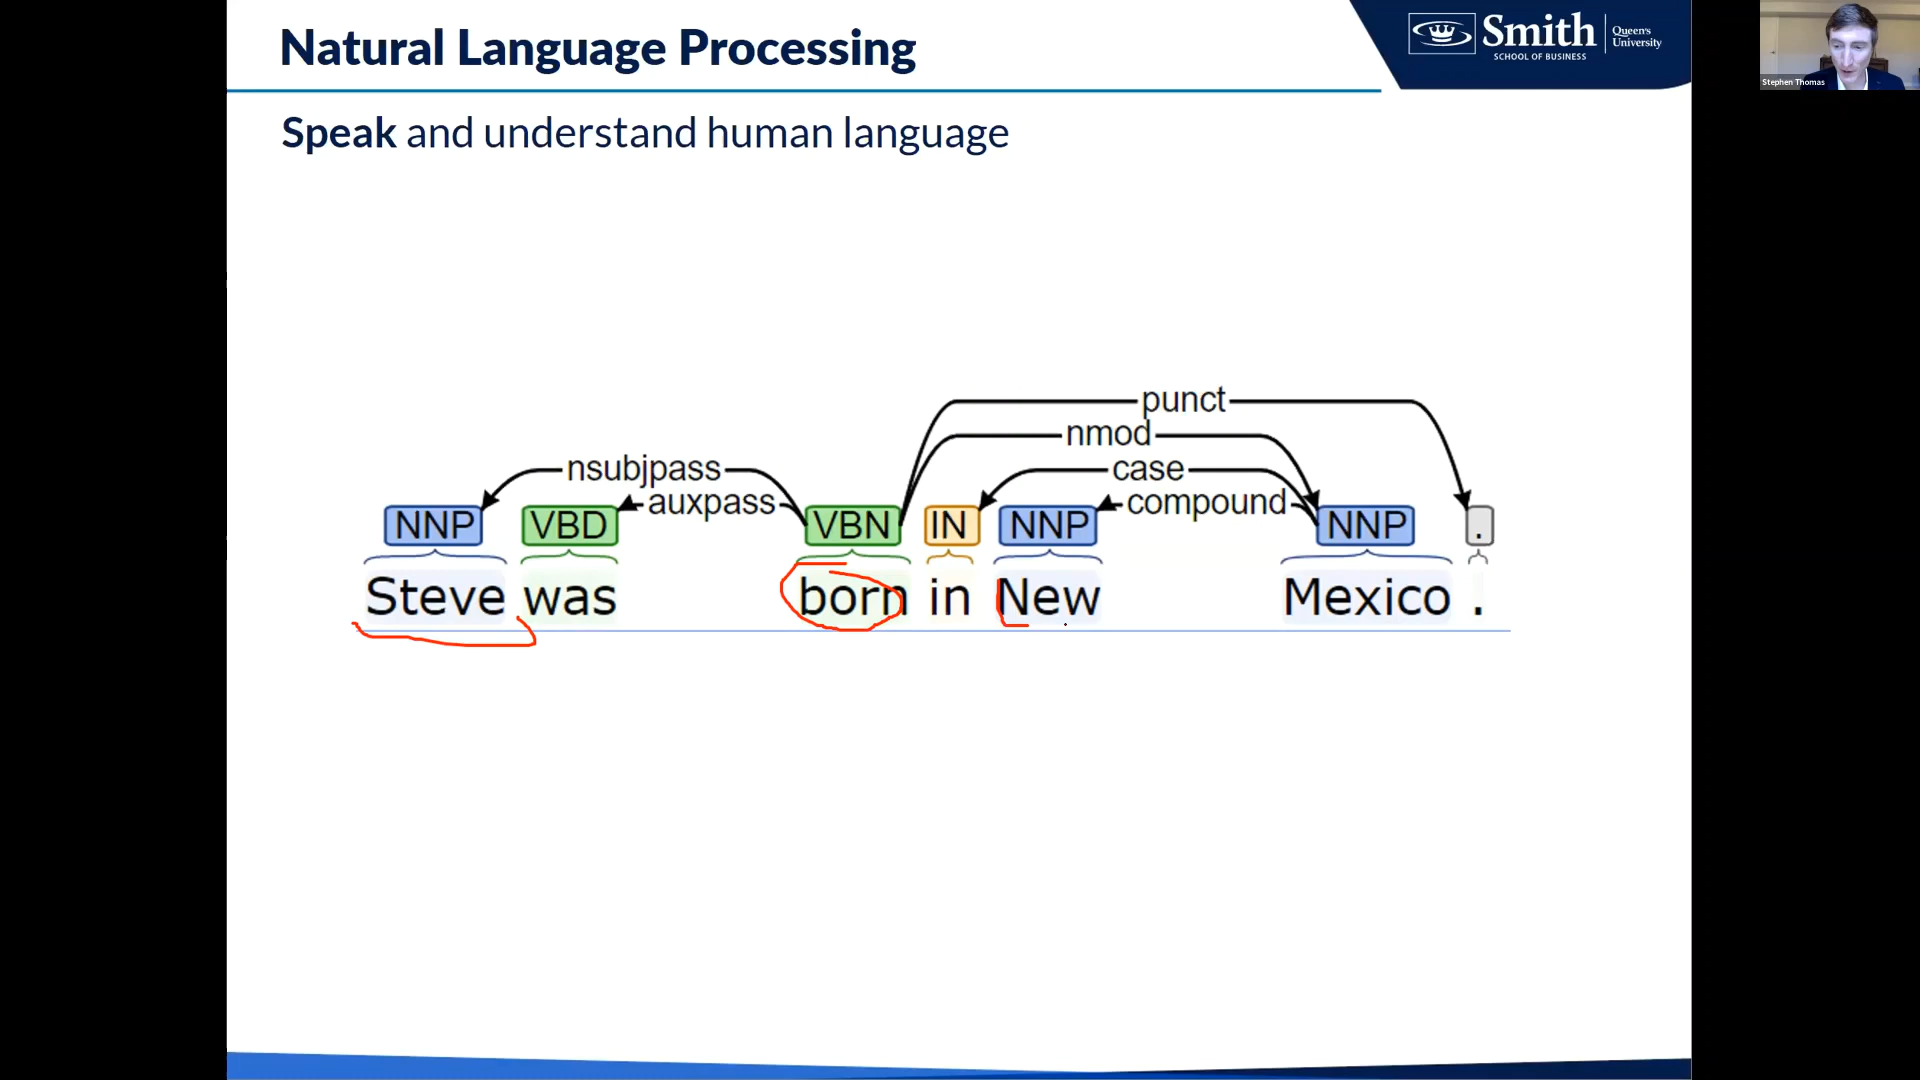 Natural Language Processing
Smith
SCHOOL OF BUSINESS
Queen's
University
Stephen Thomas
Speak and understand human language
punct
nmod
nsubjpass case
auxpass compound
NNP VBD VBN IN NNP NNP .
Steve was born in New Mexico .